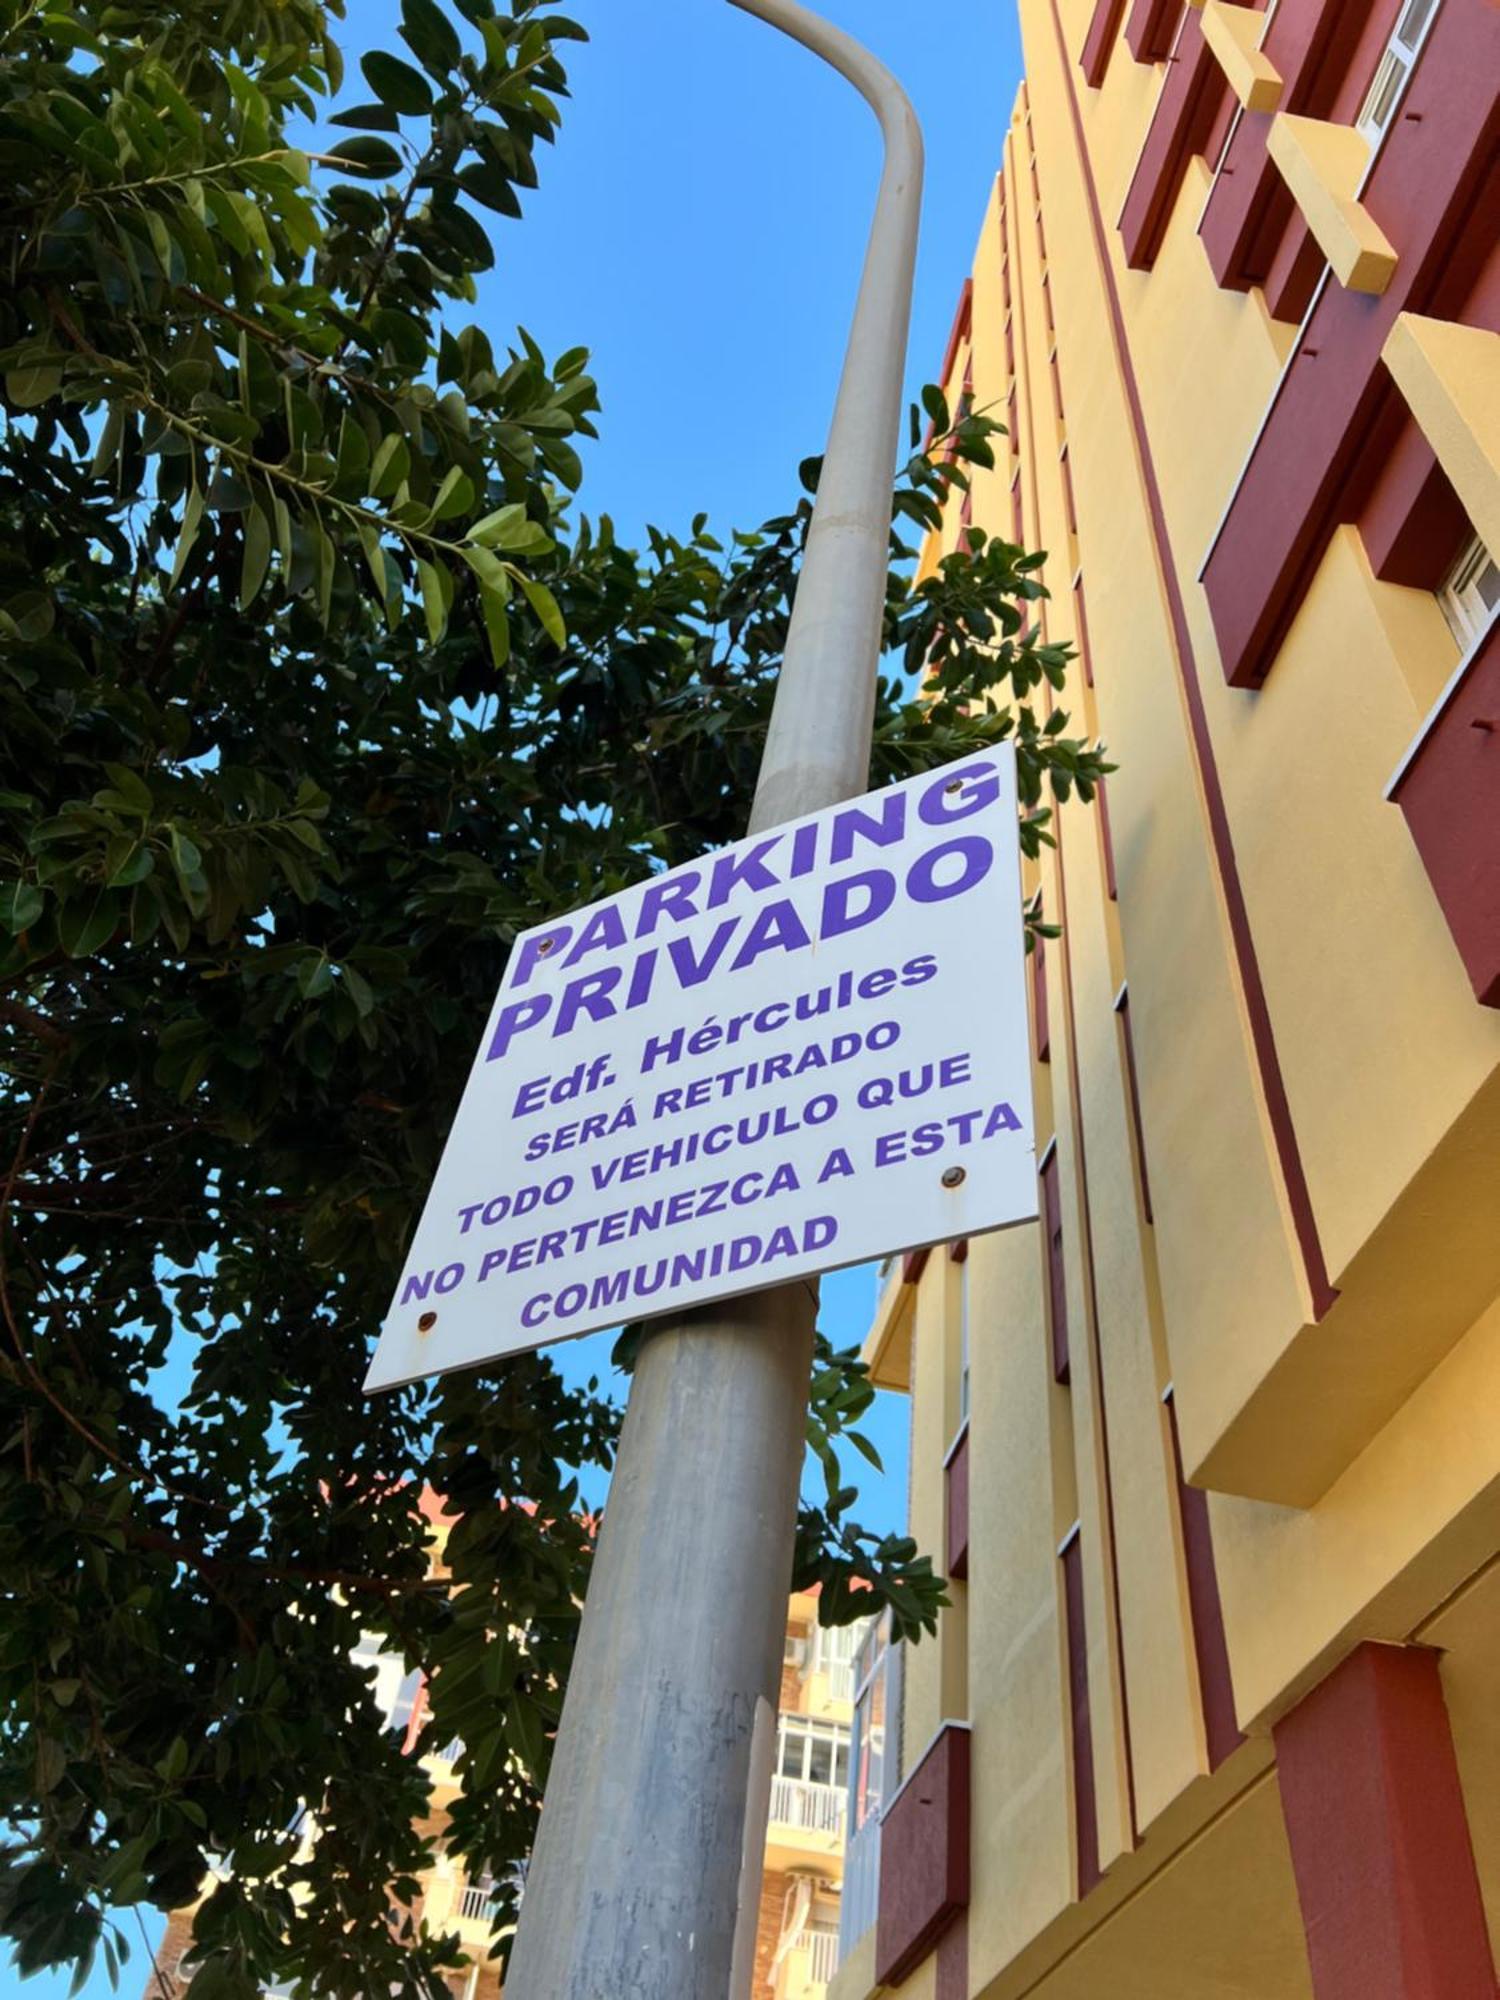 PARKING
PRIVADO
Edf. Hércules
SERÁ RETIRADO
TODO VEHICULO QUE
NO PERTENEZCA A ESTA
COMUNIDAD